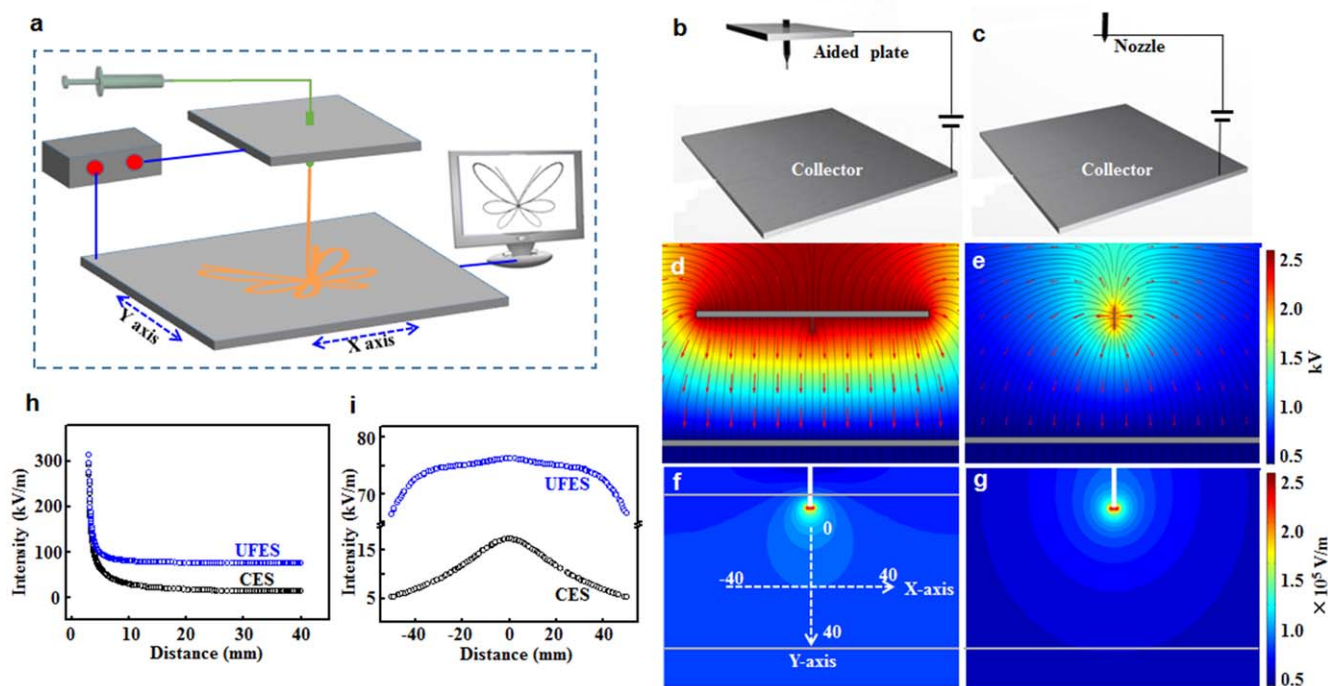 a
Y axis
X axis
b
Aided plate
Collector
c
Nozzle
Collector
d
e
2.5
2.0
1.5
1.0
0.5
kV
f
0
-40
40
X-axis
40
Y-axis
g
2.5
2.0
1.5
1.0
0.5
×10⁵ V/m
h
300
200
100
0
Intensity (kV/m)
UFES
CES
0 10 20 30 40
Distance (mm)
i
80
70
15
5
Intensity (kV/m)
UFES
CES
-40 -20 0 20 40
Distance (mm)